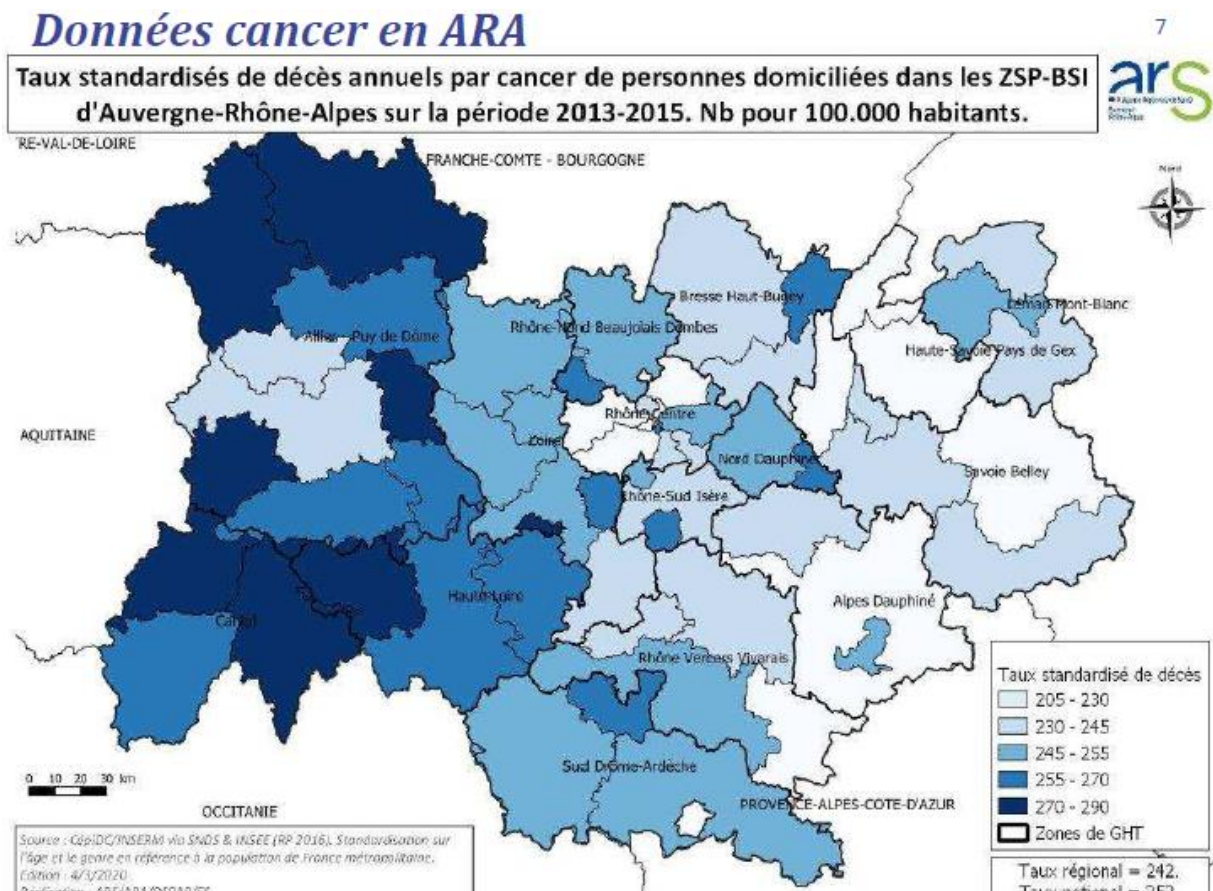 Données cancer en ARA
7
Taux standardisés de décès annuels par cancer de personnes domiciliées dans les ZSP-BSI
d'Auvergne-Rhône-Alpes sur la période 2013-2015. Nb pour 100.000 habitants.
ars
RE-VAL-DE-LOIRE
FRANCHE-COMTE - BOURGOGNE
Nord
Bresse Haut-Bugey
Léman Mont-Blanc
Rhône-Nord Beaujolais Dombes
Allier - Puy de Dôme
Haute-Savoie Pays de Gex
Rhône-Centre
AQUITAINE
Loire
Nord Dauphiné
Savoie Belley
Rhône-Sud Isère
Haute-Loire
Alpes Dauphiné
Cantal
Rhône Vercors Vivarais
Taux standardisé de décès
205 - 230
230 - 245
245 - 255
255 - 270
270 - 290
Zones de GHT
Sud Drôme-Ardèche
0 10 20 30 km
PROVENCE-ALPES-COTE-D'AZUR
OCCITANIE
Source : CépiDC/INSERM via SNDS & INSEE (RP 2016). Standardisation sur
l'âge et le genre en référence à la population de France métropolitaine.
Edition : 4/3/2020
Taux régional = 242.